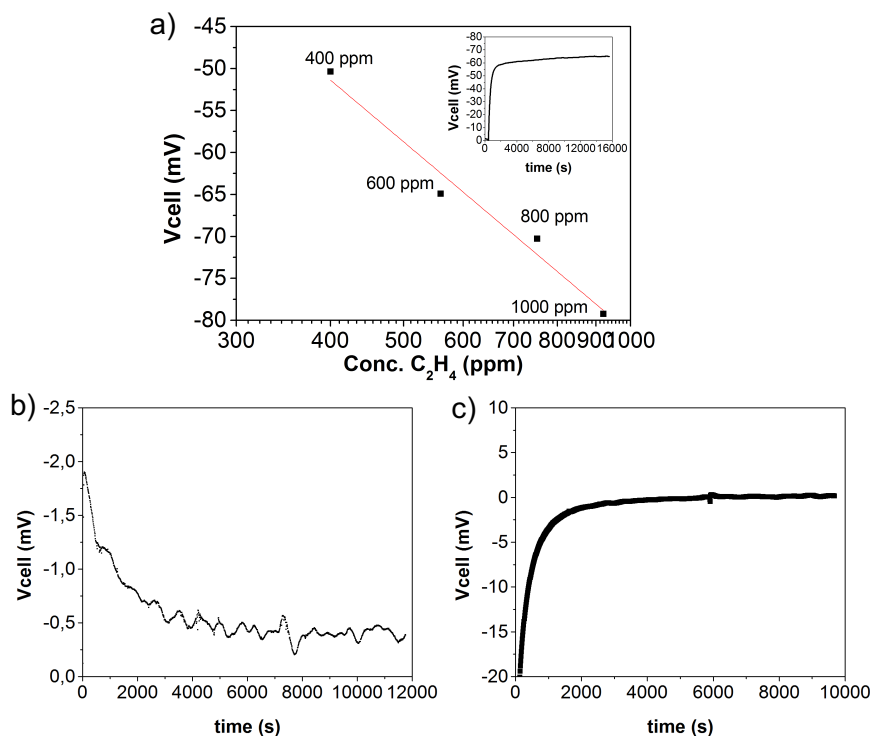 a)
-45
-50
-55
-60
-65
-70
-75
-80
Vcell (mV)
400 ppm
600 ppm
800 ppm
1000 ppm
300 400 500 600 700 800 900 1000
Conc. C₂H₄ (ppm)
-80
-70
-60
-50
-40
-30
-20
-10
0
Vcell (mV)
0 4000 8000 12000 16000
time (s)
b)
-2,5
-2,0
-1,5
-1,0
-0,5
0,0
Vcell (mV)
0 2000 4000 6000 8000 10000 12000
time (s)
c)
10
5
0
-5
-10
-15
-20
Vcell (mV)
0 2000 4000 6000 8000 10000
time (s)